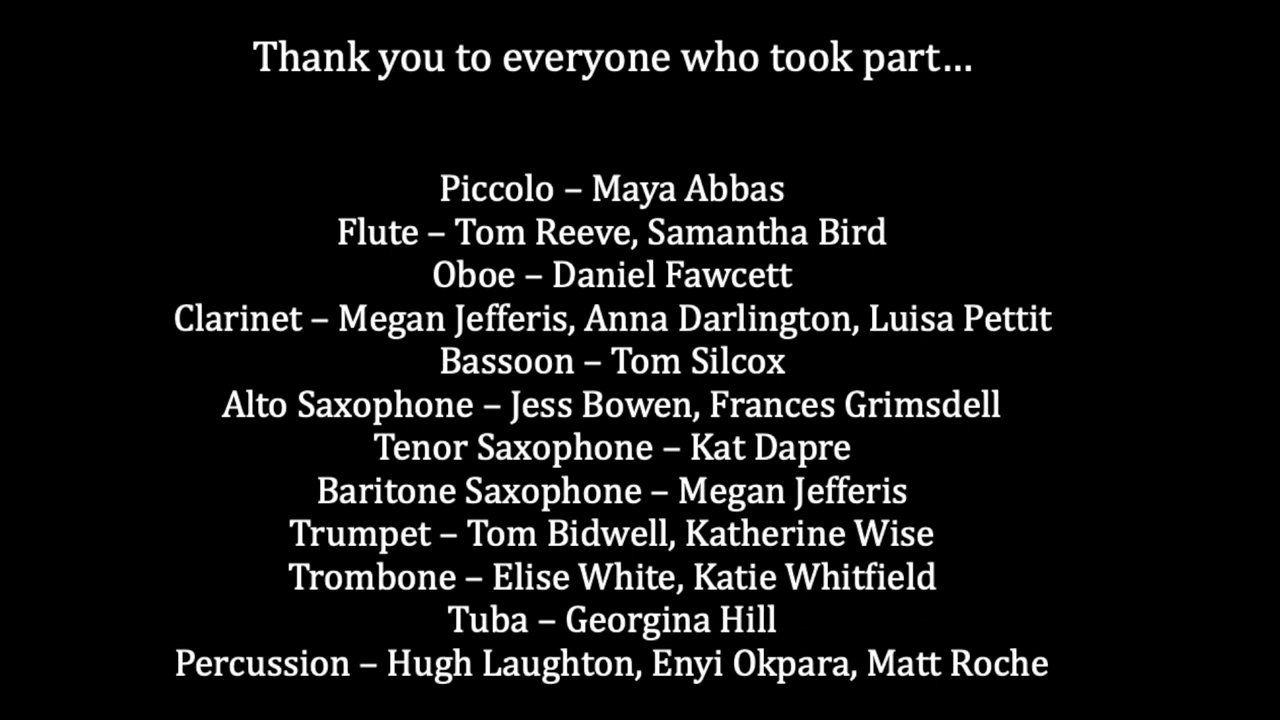 Thank you to everyone who took part...
Piccolo – Maya Abbas
Flute – Tom Reeve, Samantha Bird
Oboe – Daniel Fawcett
Clarinet – Megan Jefferis, Anna Darlington, Luisa Pettit
Bassoon – Tom Silcox
Alto Saxophone – Jess Bowen, Frances Grimsdell
Tenor Saxophone – Kat Dapre
Baritone Saxophone – Megan Jefferis
Trumpet – Tom Bidwell, Katherine Wise
Trombone – Elise White, Katie Whitfield
Tuba – Georgina Hill
Percussion – Hugh Laughton, Enyi Okpara, Matt Roche